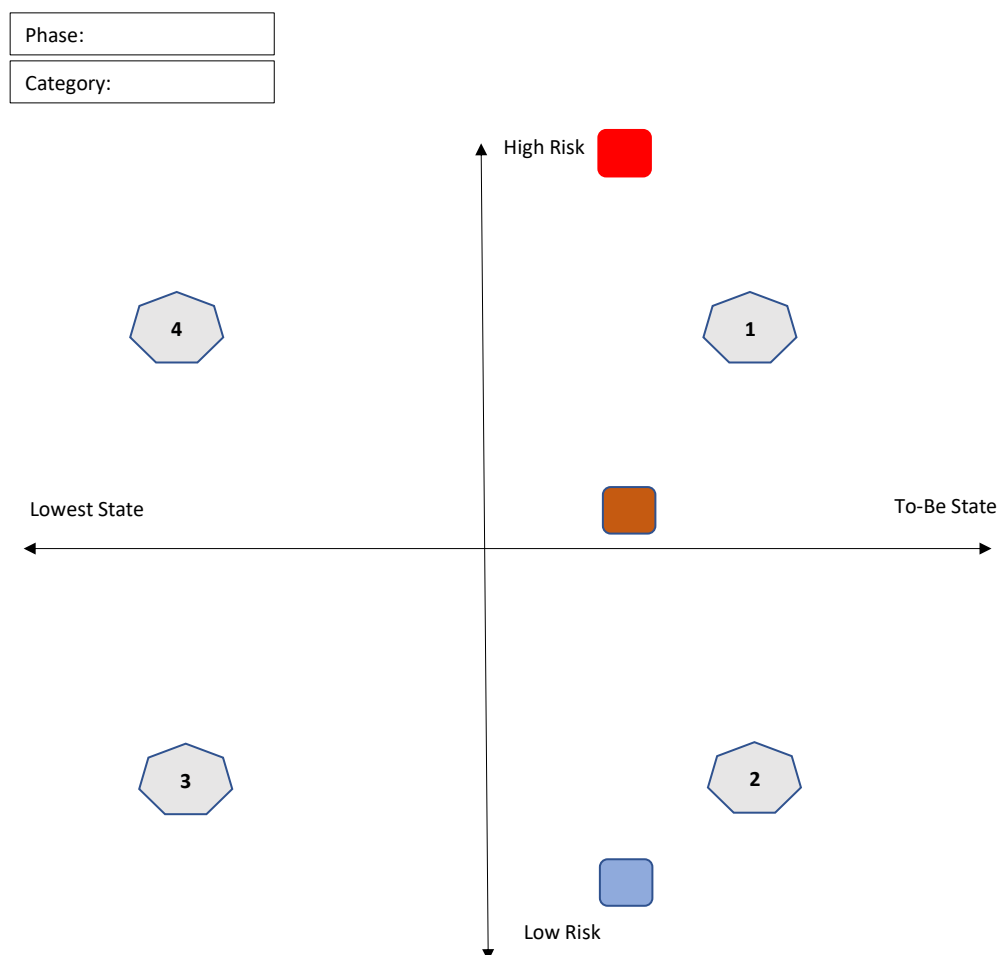 Phase:
Category:
High Risk
4
1
Lowest State
To-Be State
3
2
Low Risk